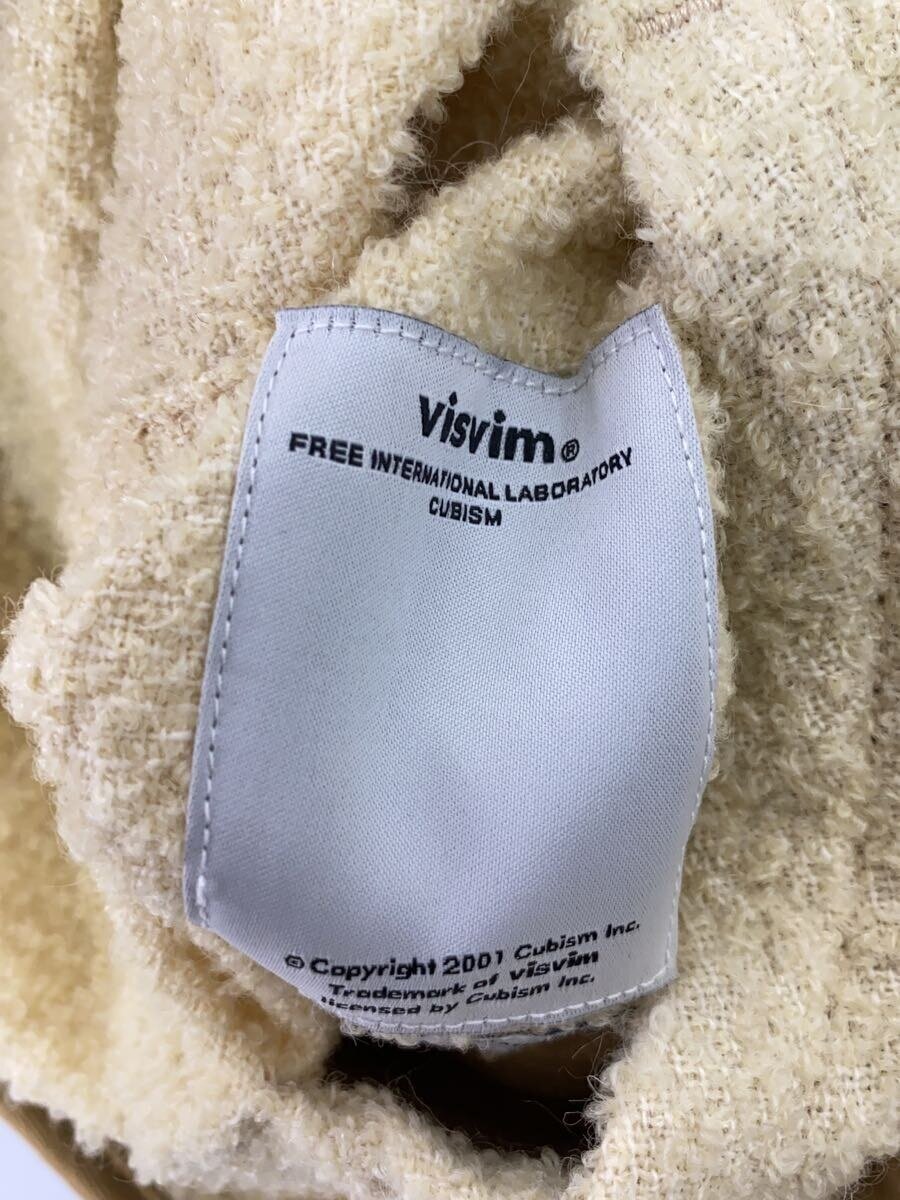 visvim®
FREE INTERNATIONAL LABORATORY
CUBISM
© Copyright 2001 Cubism Inc.
Trademark of visvim
licensed by Cubism Inc.